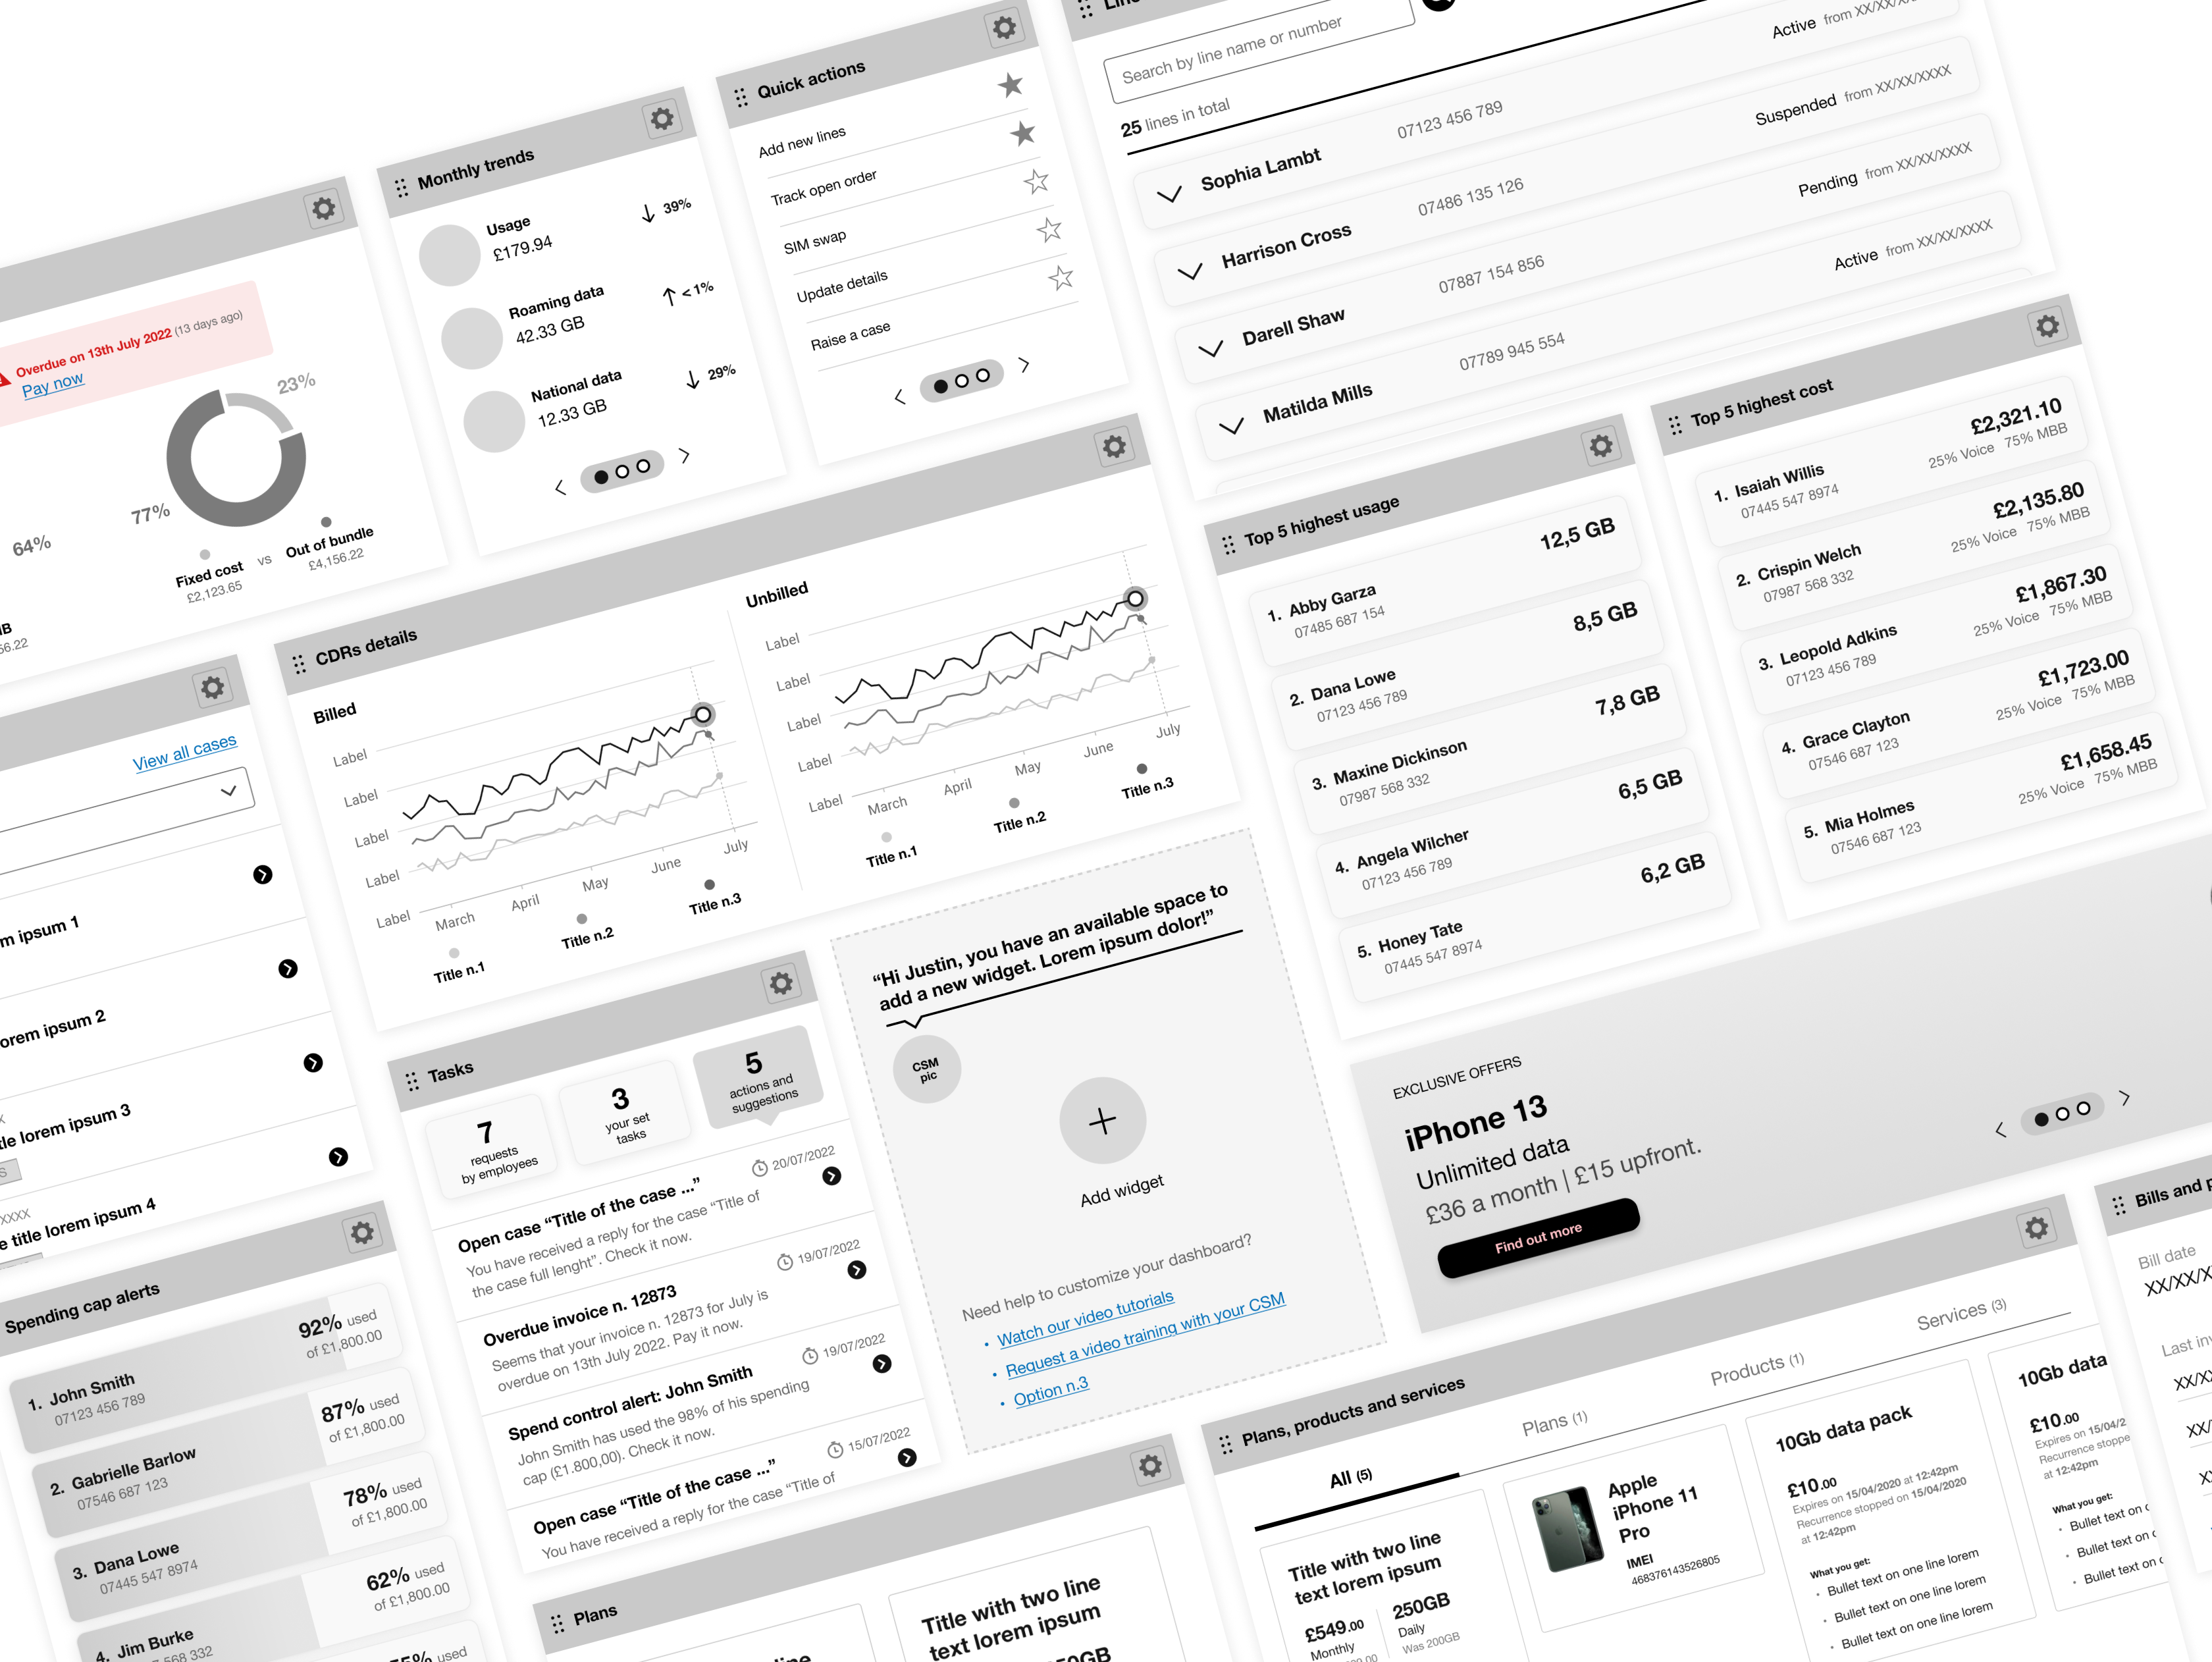 Overdue on 13th July 2022 (13 days ago)
Pay now
23%
77%
64%
Fixed cost
£2,123.65
vs
Out of bundle
£4,156.22
Monthly trends
Usage
£179.94
39%
Roaming data
42.33 GB
< 1%
National data
12.33 GB
29%
Quick actions
Add new lines
Track open order
SIM swap
Update details
Raise a case
Search by line name or number
25 lines in total
Sophia Lambt
07123 456 789
Active from XX/XX/
Harrison Cross
07486 135 126
Suspended from XX/XX/XXXX
Darell Shaw
07887 154 856
Pending from XX/XX/XXXX
Matilda Mills
07789 945 554
Active from XX/XX/XXXX
View all cases
ipsum 1
ipsum 2
lorem ipsum 3
title lorem ipsum 4
CDRs details
Billed
Label
Label
Label
Label
Label
March
April
May
June
July
Title n.1
Title n.2
Title n.3
Unbilled
Label
Label
Label
Label
Label
March
April
May
June
July
Title n.1
Title n.2
Title n.3
Top 5 highest usage
1. Abby Garza
07485 687 154
12,5 GB
2. Dana Lowe
07123 456 789
8,5 GB
3. Maxine Dickinson
07987 568 332
7,8 GB
4. Angela Wilcher
07123 456 789
6,5 GB
5. Honey Tate
07445 547 8974
6,2 GB
Top 5 highest cost
1. Isaiah Willis
07445 547 8974
£2,321.10
25% Voice 75% MBB
2. Crispin Welch
07987 568 332
£2,135.80
25% Voice 75% MBB
3. Leopold Adkins
07123 456 789
£1,867.30
25% Voice 75% MBB
4. Grace Clayton
07546 687 123
£1,723.00
25% Voice 75% MBB
5. Mia Holmes
07546 687 123
£1,658.45
25% Voice 75% MBB
Spending cap alerts
1. John Smith
07123 456 789
92% used
of £1,800.00
2. Gabrielle Barlow
07546 687 123
87% used
of £1,800.00
3. Dana Lowe
07445 547 8974
78% used
of £1,800.00
4. Jim Burke
568 332
62% used
of £1,800.00
used
Tasks
7
requests
by employees
3
your set
tasks
5
actions and
suggestions
Open case “Title of the case ...”
20/07/2022
You have received a reply for the case “Title of
the case full lenght”. Check it now.
Overdue invoice n. 12873
19/07/2022
Seems that your invoice n. 12873 for July is
overdue on 13th July 2022. Pay it now.
Spend control alert: John Smith
19/07/2022
John Smith has used the 98% of his spending
cap (£1.800,00). Check it now.
Open case “Title of the case ...”
15/07/2022
You have received a reply for the case “Title of
“Hi Justin, you have an available space to
add a new widget. Lorem ipsum dolor!”
CSM
pic
Add widget
Need help to customize your dashboard?
• Watch our video tutorials
• Request a video training with your CSM
• Option n.3
EXCLUSIVE OFFERS
iPhone 13
Unlimited data
£36 a month | £15 upfront.
Find out more
Plans
Title with two line
text lorem ipsum
Plans, products and services
All (5)
Plans (1)
Products (1)
Services (3)
Title with two line
text lorem ipsum
£549.00
Monthly
250GB
Daily
Was 200GB
Apple
iPhone 11
Pro
IMEI
468376143526805
10Gb data pack
£10.00
Expires on 15/04/2020 at 12:42pm
Recurrence stopped on 15/04/2020
at 12:42pm
What you get:
• Bullet text on one line lorem
• Bullet text on one line lorem
• Bullet text on one line lorem
10Gb data
£10.00
Expires on 15/04/2
Recurrence stoppe
at 12:42pm
What you get:
• Bullet text on
• Bullet text on
• Bullet text on
Bills and
Bill date
XX/XX/X
Last
XX/X
XX/